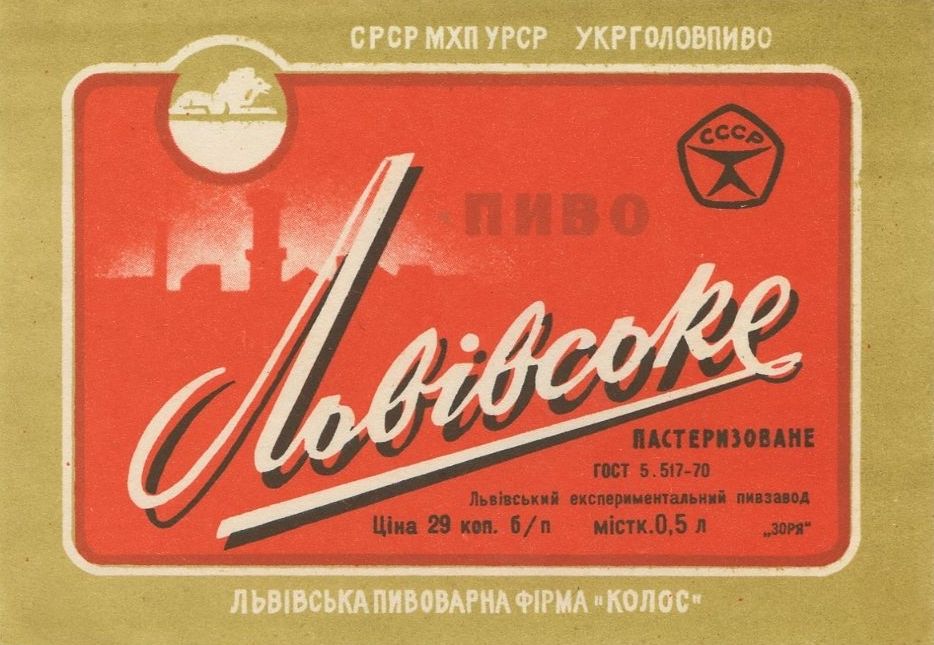 СРСР МХП УРСР УКРГОЛОВПИВО
СССР
ПИВО
Львівське
ПАСТЕРИЗОВАНЕ
ГОСТ 5.517-70
Львівський експериментальний пивзавод
Ціна 29 коп. б/п містк. 0,5 л „ЗОРЯ“
ЛЬВІВСЬКА ПИВОВАРНА ФІРМА "КОЛОС"